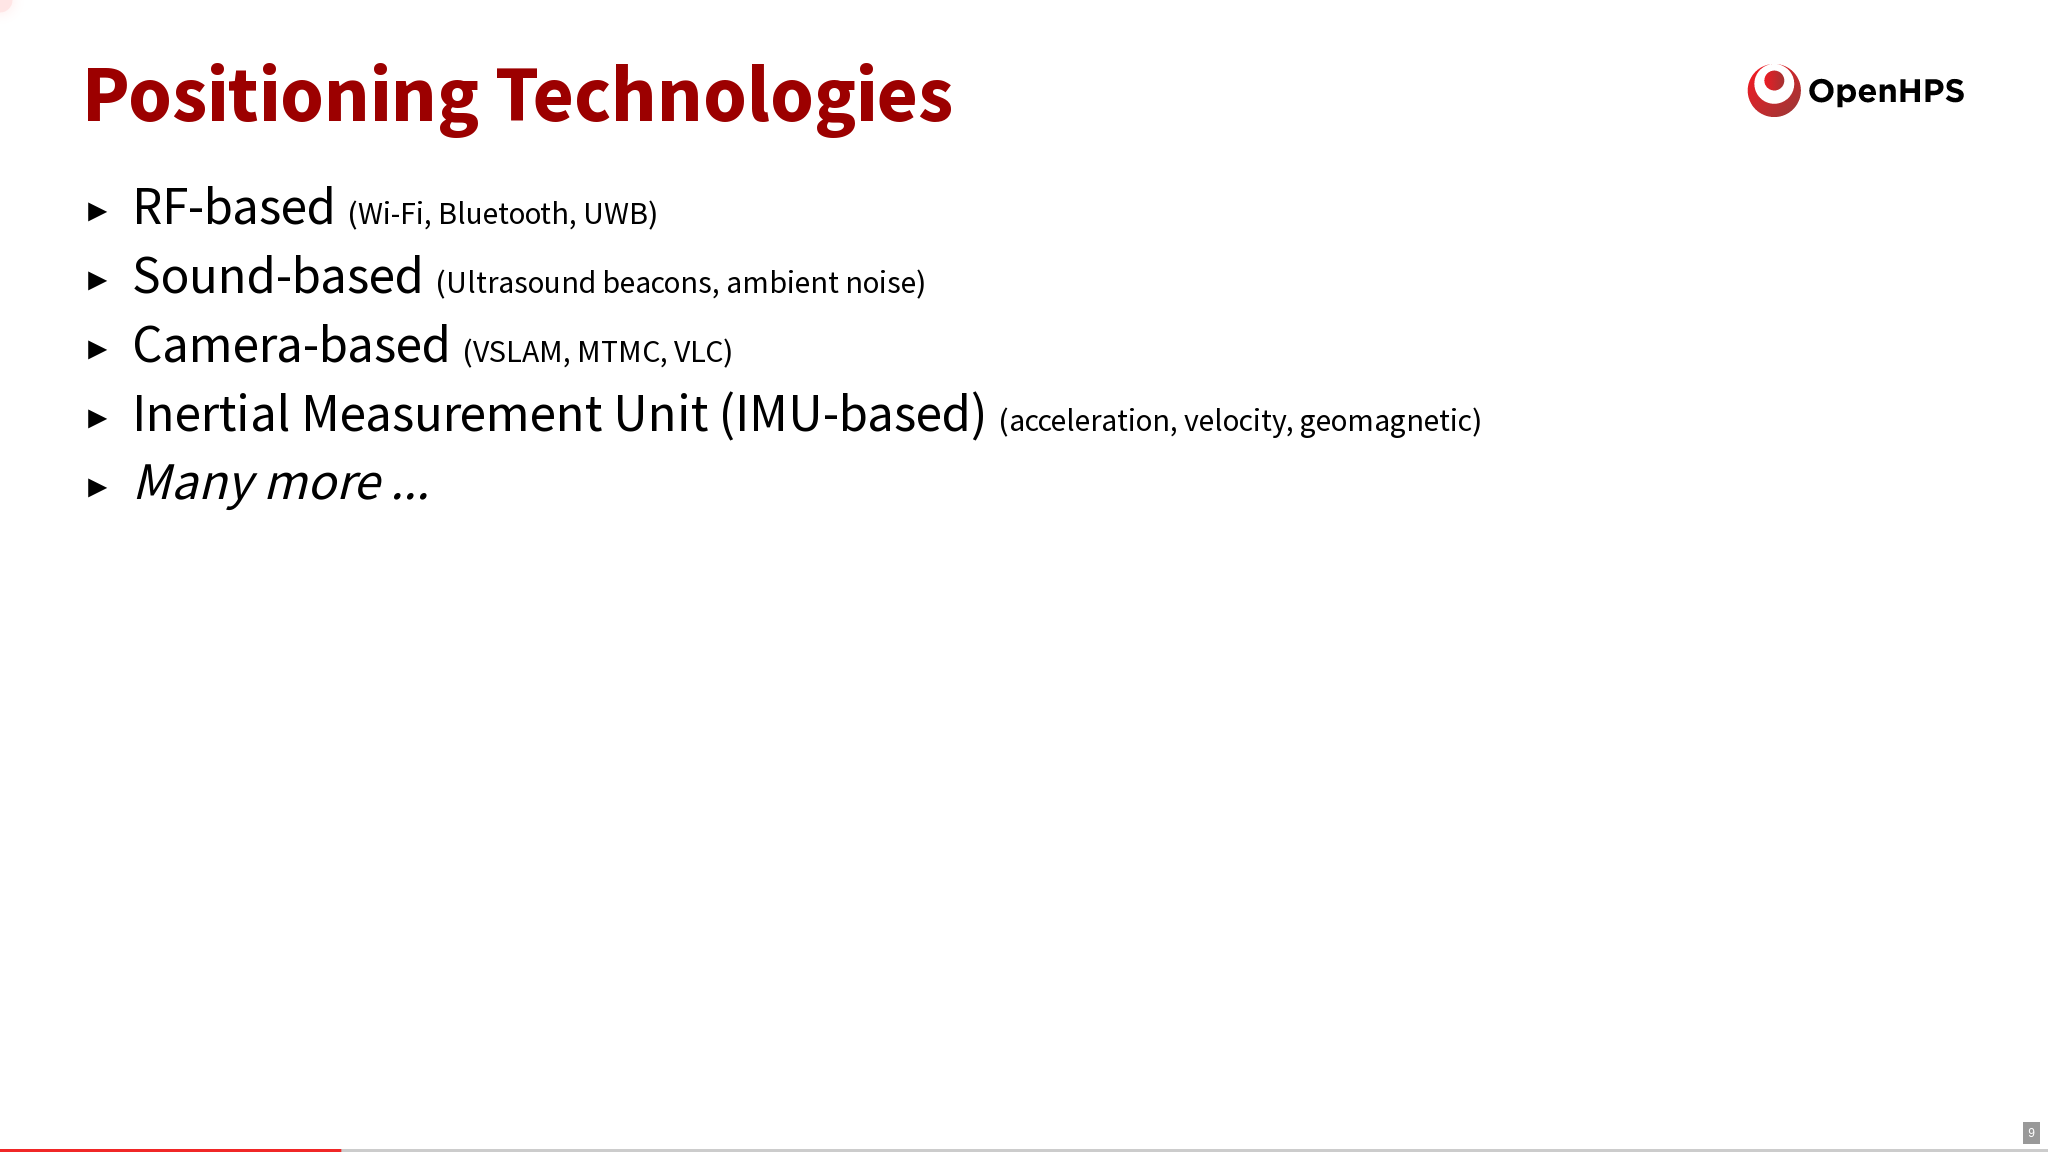 Positioning Technologies
OpenHPS
► RF-based (Wi-Fi, Bluetooth, UWB)
► Sound-based (Ultrasound beacons, ambient noise)
► Camera-based (VSLAM, MTMC, VLC)
► Inertial Measurement Unit (IMU-based) (acceleration, velocity, geomagnetic)
► Many more ...
9